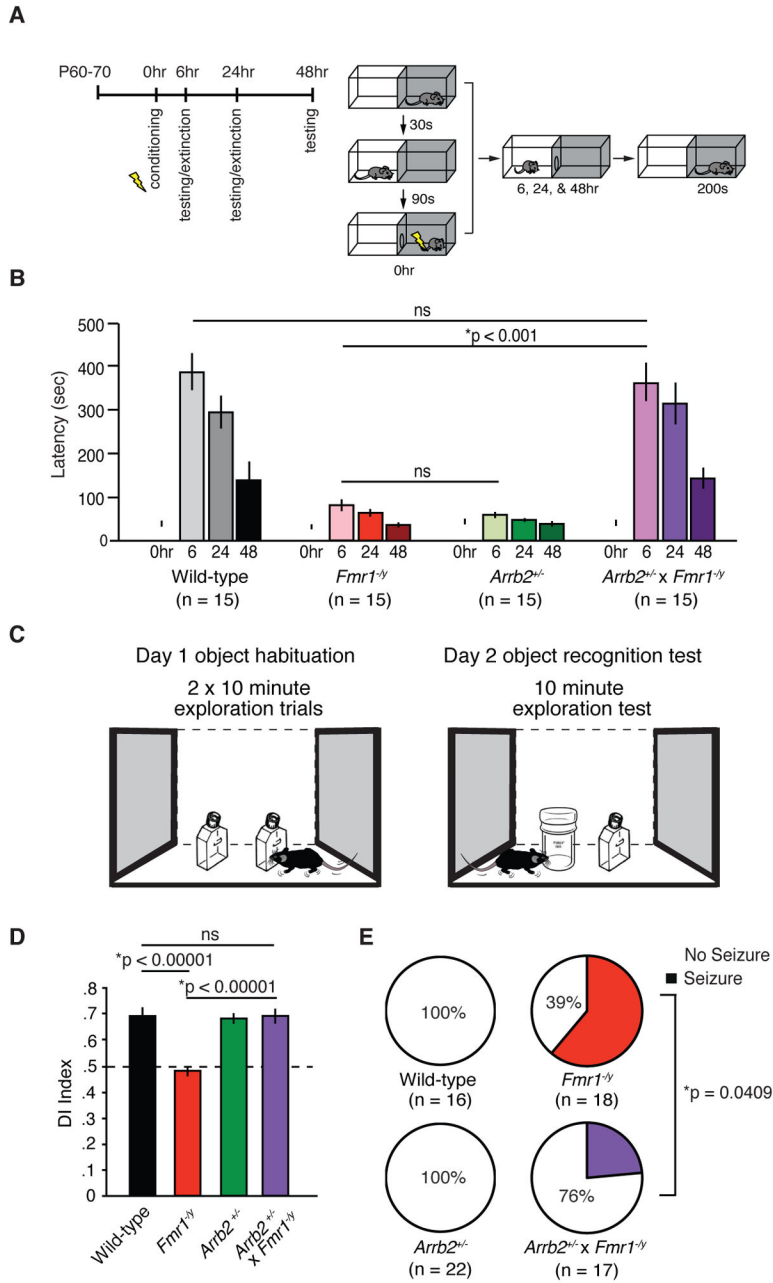 A
P60-70 0hr 6hr 24hr 48hr
conditioning
testing/extinction
testing/extinction
testing
30s
90s
0hr
6, 24, & 48hr
200s
B
ns
*p < 0.001
ns
Latency (sec)
500
400
300
200
100
0
0hr 6 24 48 0hr 6 24 48 0hr 6 24 48 0hr 6 24 48
Wild-type Fmr1-/y Arrb2+/- Arrb2+/- x Fmr1-/y
(n = 15) (n = 15) (n = 15) (n = 15)
C
Day 1 object habituation
2 x 10 minute
exploration trials
Day 2 object recognition test
10 minute
exploration test
D
ns
*p < 0.00001
*p < 0.00001
DI Index
.8
.7
.6
.5
.4
.3
.2
.1
0
Wild-type
Fmr1-/y
Arrb2+/-
Arrb2+/-
x Fmr1-/y
E
No Seizure
Seizure
100%
Wild-type
(n = 16)
39%
Fmr1-/y
(n = 18)
*p = 0.0409
100%
Arrb2+/-
(n = 22)
76%
Arrb2+/- x Fmr1-/y
(n = 17)